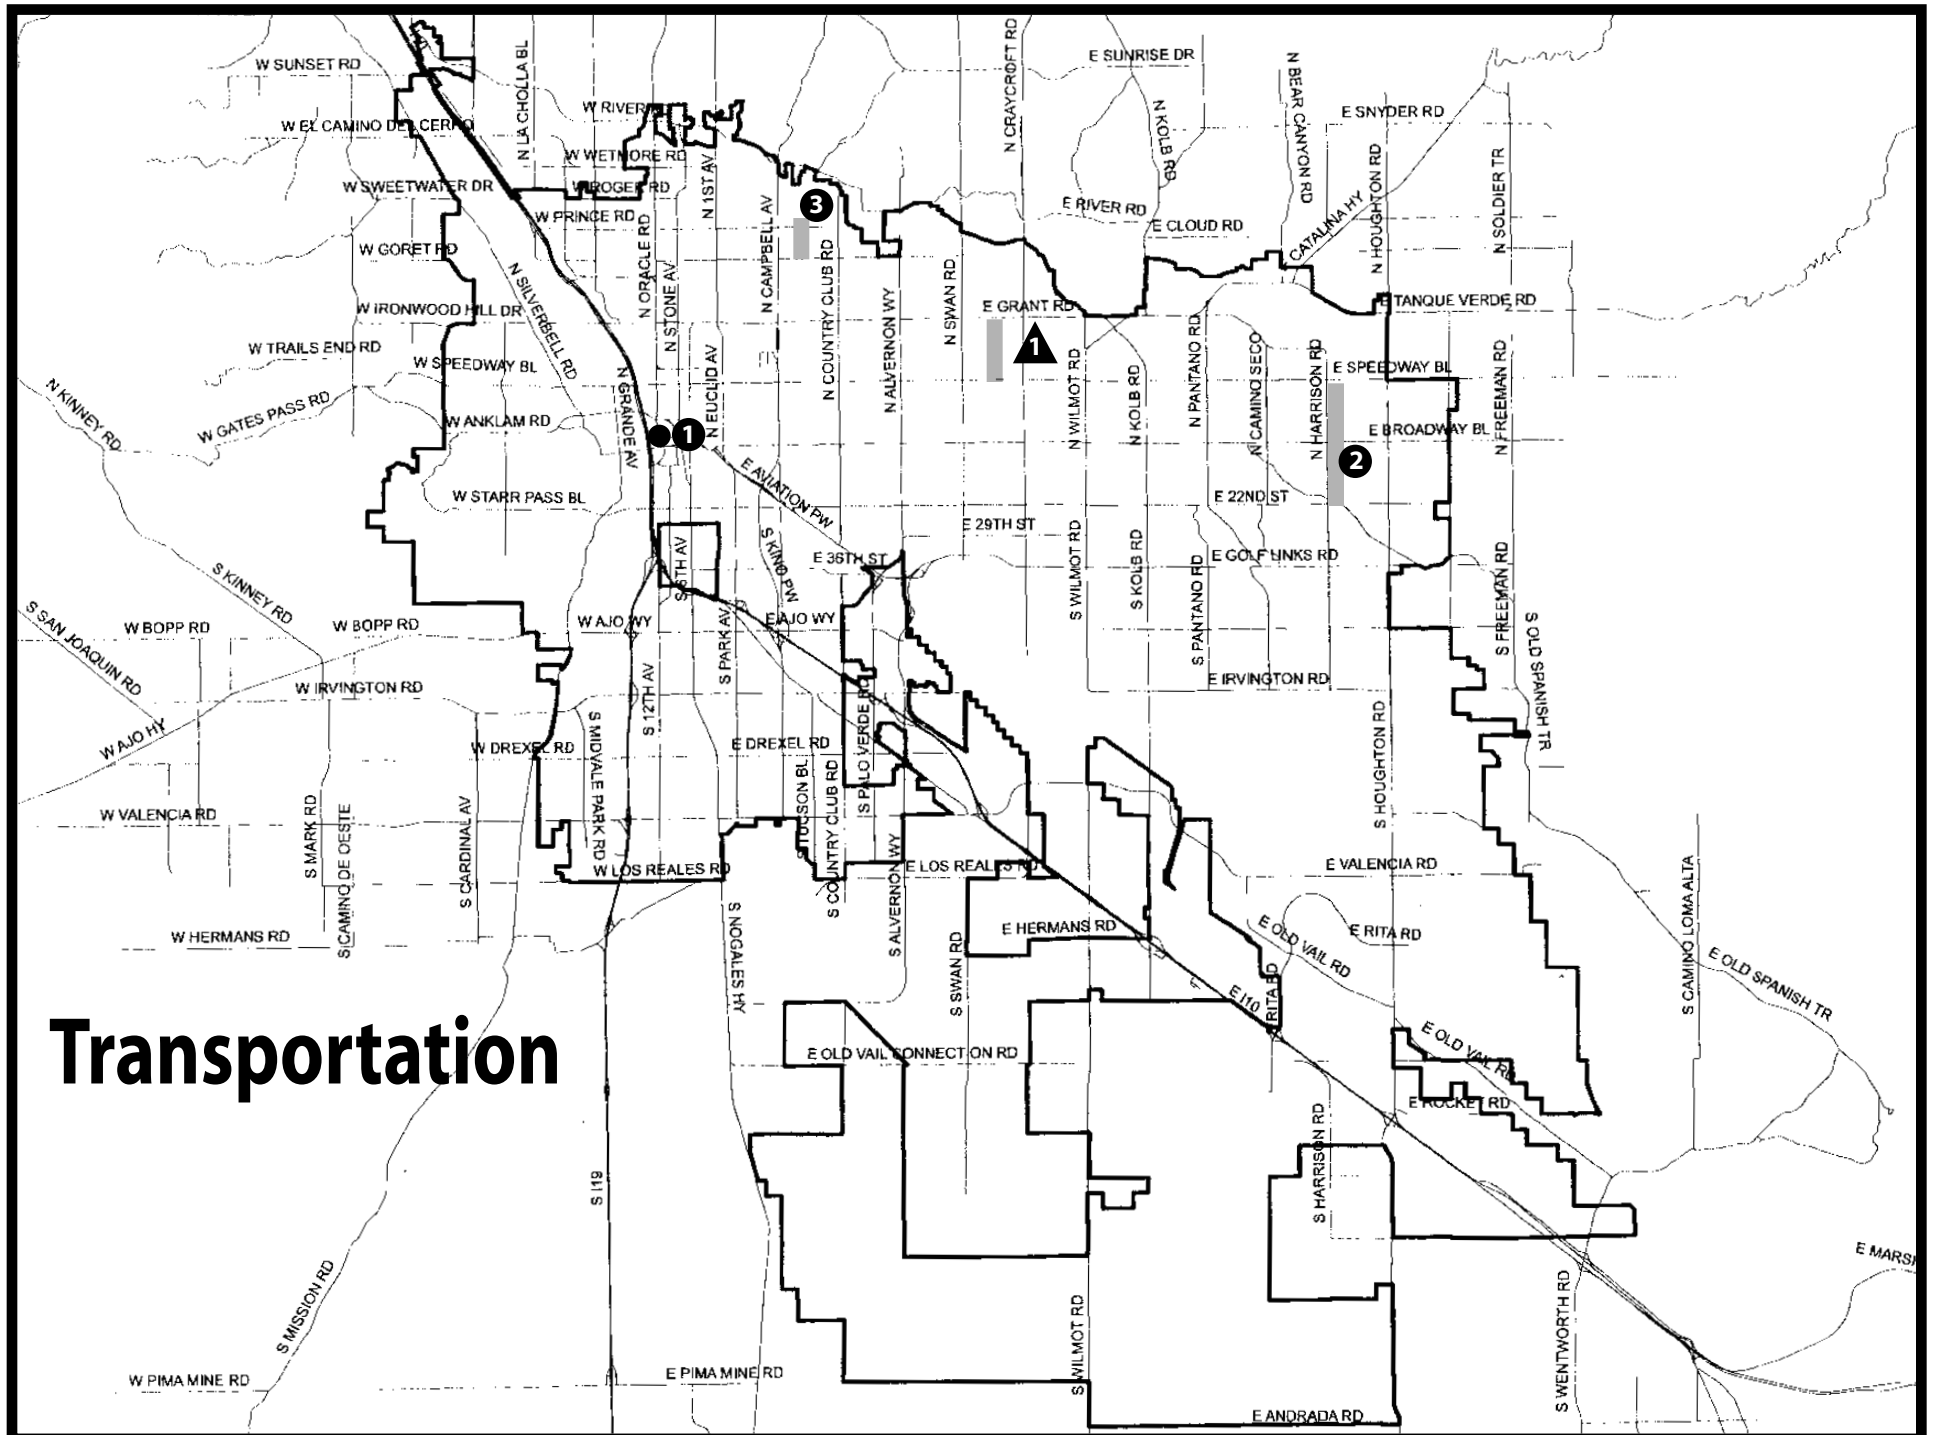 N CRAYCROFT RD
E SUNRISE DR
N LA CHOLLA BL
W SUNSET RD
N BEAR CANYON RD
W RIVER
E SNYDER RD
W EL CAMINO DEL CERRO
N KOLB RD
W WETMORE RD
N 1ST AV
N HOUGHTON RD
N SOLDIER TR
W SWEETWATER DR
W ROGER RD
3
W PRINCE RD
N CAMPBELL AV
E RIVER RD
E CLOUD RD
CATALINA HY
W GORET RD
N ORACLE RD
N COUNTRY CLUB RD
N SILVERBELL RD
N STONE AV
N SWAN RD
N ALVERNON WY
E GRANT RD
E TANQUE VERDE RD
W IRONWOOD HILL DR
1
W TRAILS END RD
W SPEEDWAY BL
N EUCLID AV
N WILMOT RD
N KOLB RD
N PANTANO RD
N CAMINO SECO
N HARRISON RD
E SPEEDWAY BL
N FREEMAN RD
N KINNEY RD
W GATES PASS RD
W ANKLAM RD
N GRANDE AV
1
E BROADWAY BL
2
E AVIATION PW
W STARR PASS BL
E 22ND ST
E 29TH ST
S KINO PW
E 36TH ST
S 6TH AV
S WILMOT RD
S KOLB RD
S PANTANO RD
E GOLF LINKS RD
S FREEMAN RD
S KINNEY RD
S SAN JOAQUIN RD
W BOPP RD
W BOPP RD
W AJO WY
E AJO WY
S PARK AV
S OLD SPANISH TR
W IRVINGTON RD
S 12TH AV
E IRVINGTON RD
W AJO HY
S MIDVALE PARK RD
W DREXEL RD
E DREXEL RD
S PALO VERDE RD
S HOUGHTON RD
W VALENCIA RD
S MARK RD
S CAMINO DE OESTE
S CARDINAL AV
S TUCSON BL
S COUNTRY CLUB RD
W LOS REALES RD
E LOS REALES RD
E VALENCIA RD
S ALVERNON WY
S CAMINO LOMA ALTA
W HERMANS RD
S NOGALES HY
E HERMANS RD
S SWAN RD
E OLD VAIL RD
E RITA RD
E OLD SPANISH TR
E I10
S RITA RD
Transportation
E OLD VAIL CONNECTION RD
E OLD VAIL RD
E ROCKET RD
S HARRISON RD
S I19
S MISSION RD
E MARSH
S WILMOT RD
S WENTWORTH RD
W PIMA MINE RD
E PIMA MINE RD
E ANDRADA RD